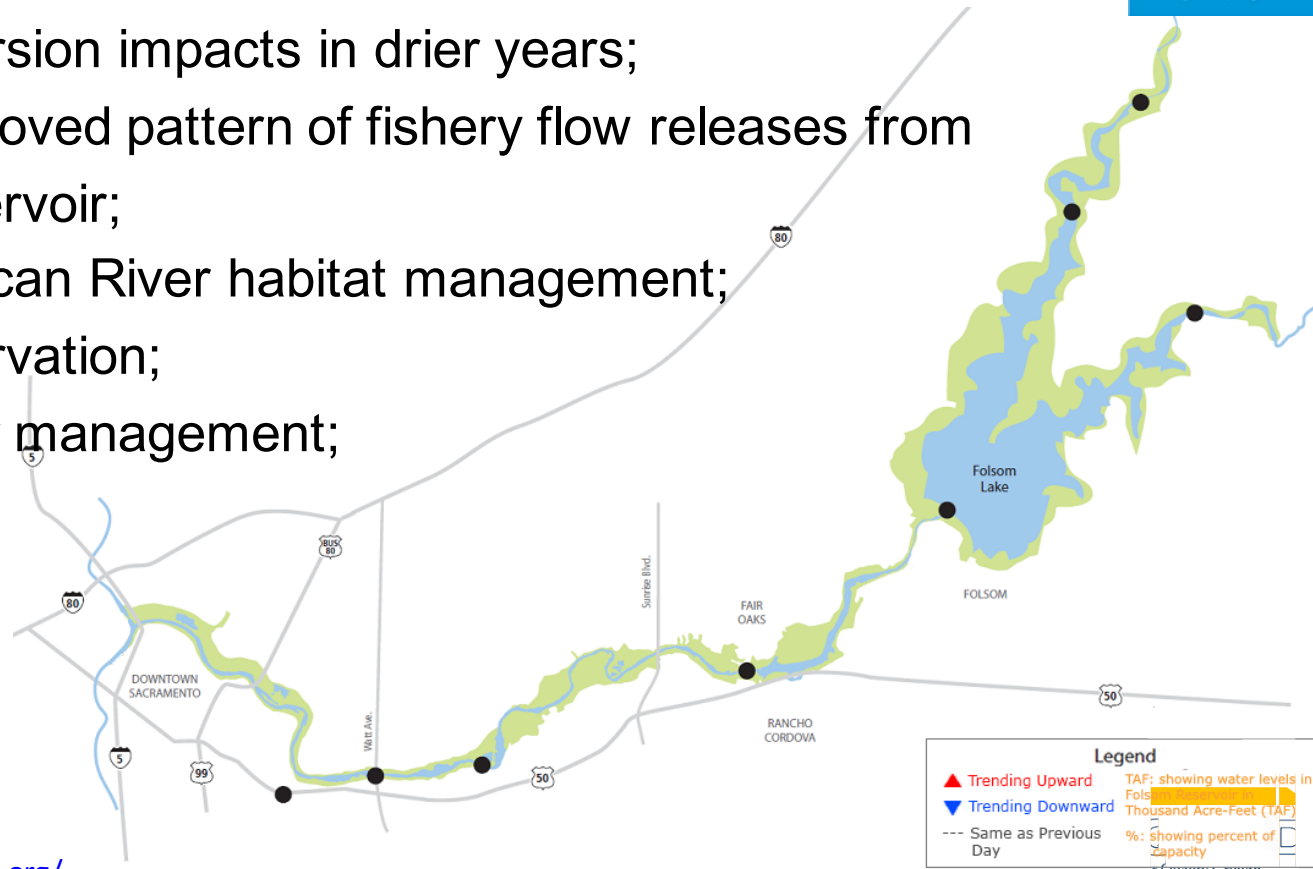 rsion impacts in drier years;
oved pattern of fishery flow releases from
ervoir;
can River habitat management;
rvation;
management;
80
5
Folsom
Lake
BUS
80
Sunrise Blvd.
80
FOLSOM
FAIR
OAKS
DOWNTOWN
SACRAMENTO
50
Watt Ave.
RANCHO
CORDOVA
5
99
50
Legend
Trending Upward
Trending Downward
--- Same as Previous
Day
TAF: showing water levels in
Folsom Reservoir in
Thousand Acre-Feet (TAF)
%: showing percent of
capacity
.org/